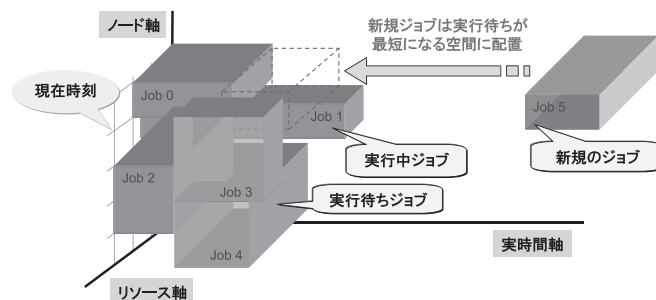 ノード軸
新規ジョブは実行待ちが
最短になる空間に配置
現在時刻
Job 0
Job 1
Job 5
実行中ジョブ
新規のジョブ
Job 2
Job 3
実行待ちジョブ
Job 4
実時間軸
リソース軸